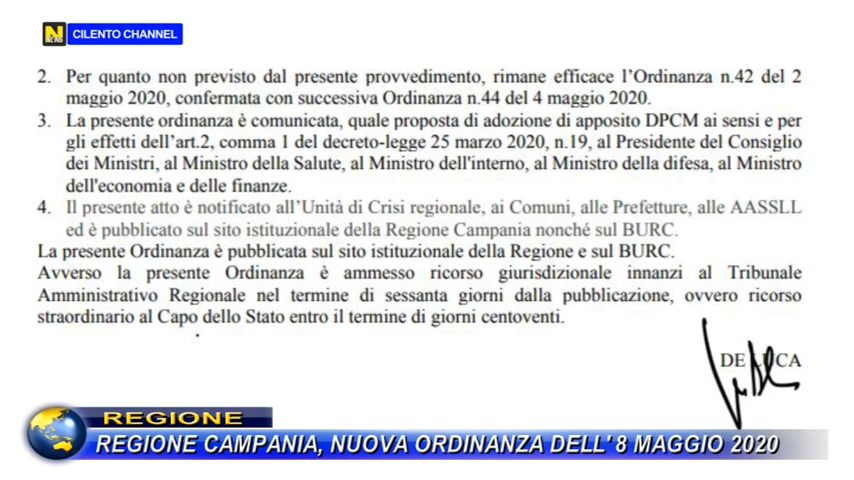 CILENTO CHANNEL
2. Per quanto non previsto dal presente provvedimento, rimane efficace l'Ordinanza n.42 del 2
maggio 2020, confermata con successiva Ordinanza n.44 del 4 maggio 2020.
3. La presente ordinanza è comunicata, quale proposta di adozione di apposito DPCM ai sensi e per
gli effetti dell'art.2, comma 1 del decreto-legge 25 marzo 2020, n.19, al Presidente del Consiglio
dei Ministri, al Ministro della Salute, al Ministro dell'interno, al Ministro della difesa, al Ministro
dell'economia e delle finanze.
4. Il presente atto è notificato all'Unità di Crisi regionale, ai Comuni, alle Prefetture, alle AASSLL
ed è pubblicato sul sito istituzionale della Regione Campania nonché sul BURC.
La presente Ordinanza è pubblicata sul sito istituzionale della Regione e sul BURC.
Avverso la presente Ordinanza è ammesso ricorso giurisdizionale innanzi al Tribunale
Amministrativo Regionale nel termine di sessanta giorni dalla pubblicazione, ovvero ricorso
straordinario al Capo dello Stato entro il termine di giorni centoventi.
DE LUCA
REGIONE
REGIONE CAMPANIA, NUOVA ORDINANZA DELL' 8 MAGGIO 2020